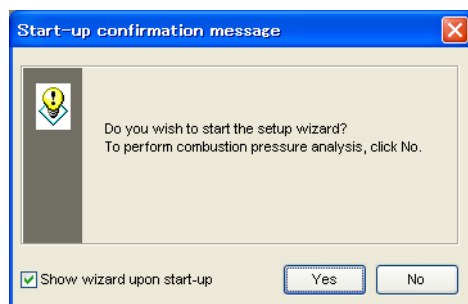 Start-up confirmation message
Do you wish to start the setup wizard?
To perform combustion pressure analysis, click No.
Show wizard upon start-up
Yes
No